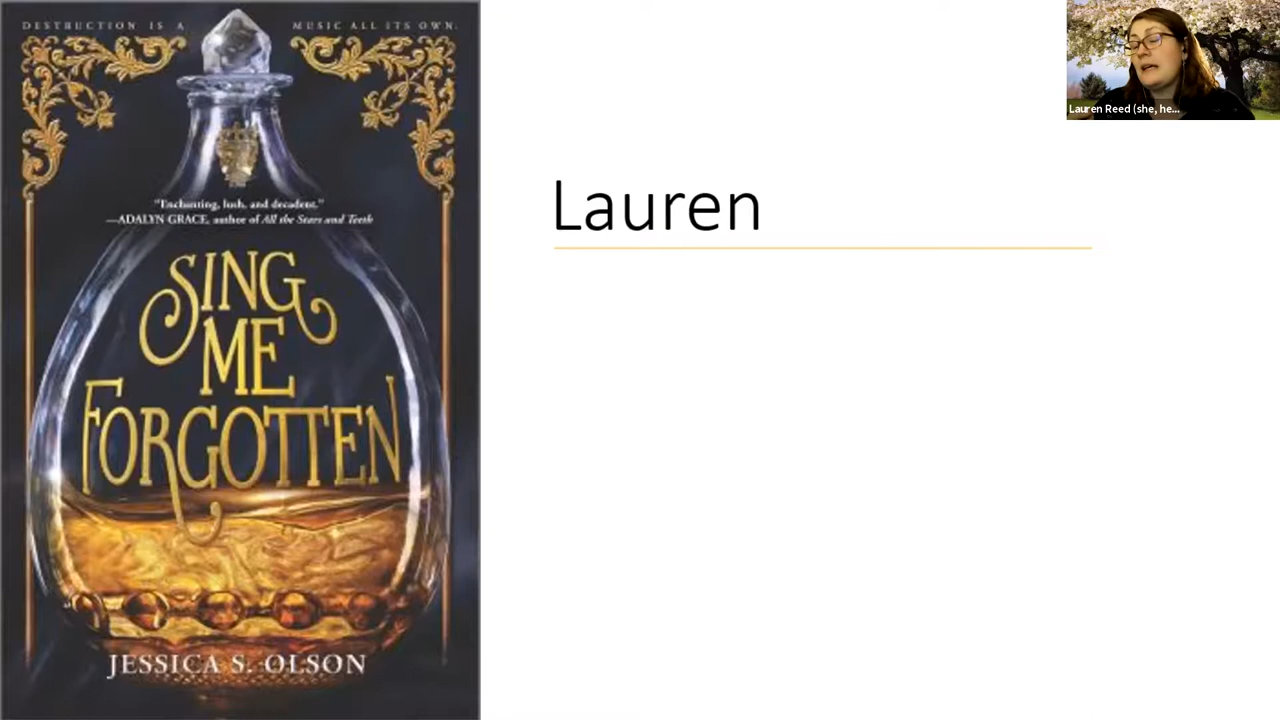 DESTRUCTION IS A MUSIC ALL ITS OWN.
"Enchanting, lush, and decadent."
—ADALYN GRACE, author of All the Stars and Teeth
SING
ME
FORGOTTEN
JESSICA S. OLSON
Lauren
Lauren Reed (she, he...